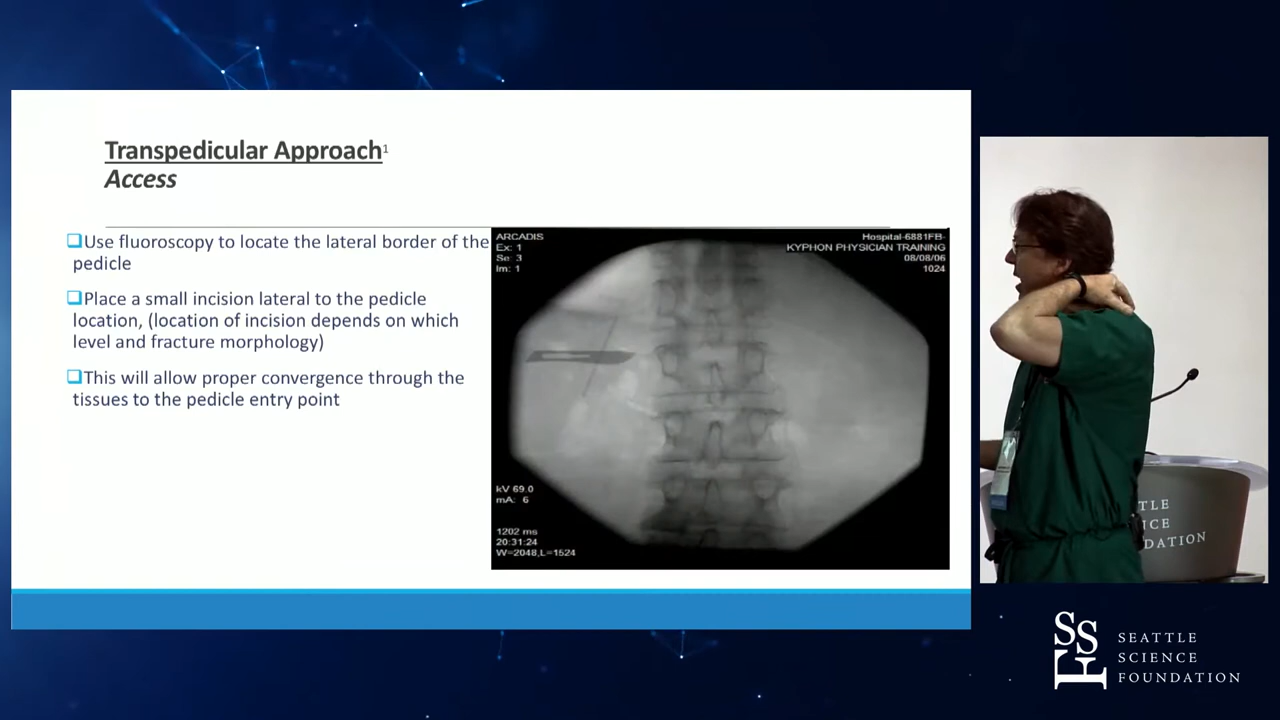 Transpedicular Approach1
Access
❑Use fluoroscopy to locate the lateral border of the
pedicle
❑Place a small incision lateral to the pedicle
location, (location of incision depends on which
level and fracture morphology)
❑This will allow proper convergence through the
tissues to the pedicle entry point
ARCADIS
Ex: 1
Se: 3
Im: 1
Hospital-6881FB-
KYPHON PHYSICIAN TRAINING
08/08/06
1024
kV 69.0
mA: 6
1202 ms
20:31:24
W=2048,L=1524
TLE
ICE
DATION
SSF
SEATTLE
SCIENCE
FOUNDATION